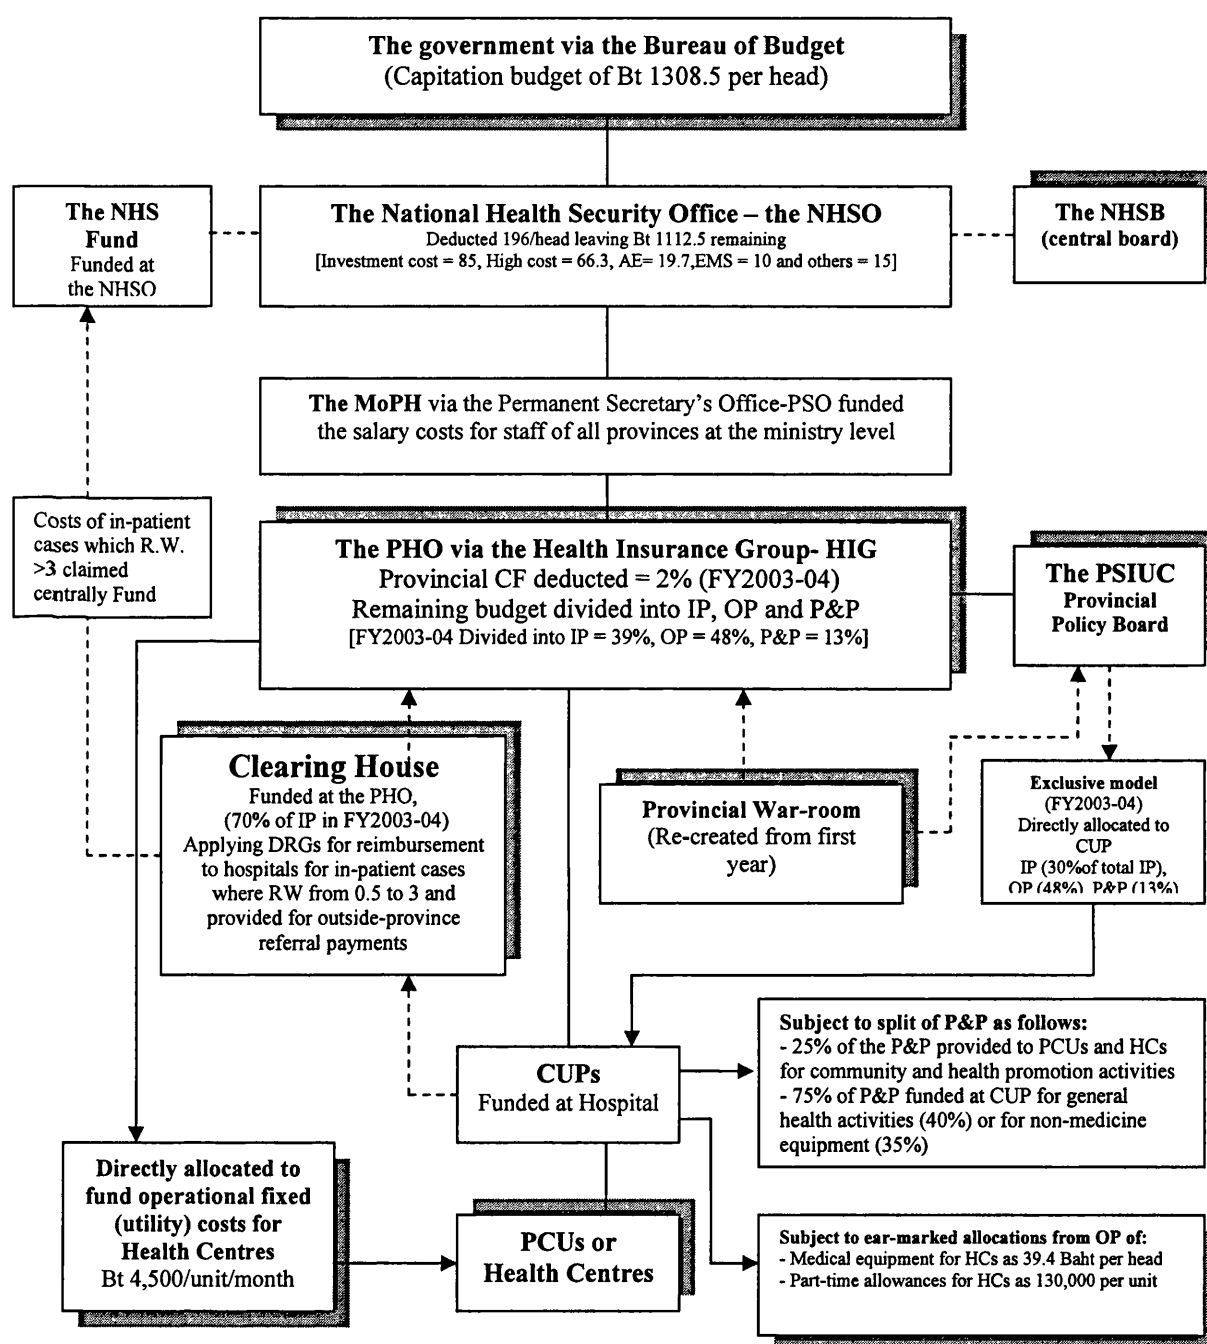 The government via the Bureau of Budget
(Capitation budget of Bt 1308.5 per head)
The NHS
Fund
Funded at
the NHSO
The National Health Security Office – the NHSO
Deducted 196/head leaving Bt 1112.5 remaining
[Investment cost = 85, High cost = 66.3, AE= 19.7,EMS = 10 and others = 15]
The NHSB
(central board)
The MoPH via the Permanent Secretary's Office-PSO funded
the salary costs for staff of all provinces at the ministry level
Costs of in-patient
cases which R.W.
>3 claimed
centrally Fund
The PHO via the Health Insurance Group- HIG
Provincial CF deducted = 2% (FY2003-04)
Remaining budget divided into IP, OP and P&P
[FY2003-04 Divided into IP = 39%, OP = 48%, P&P = 13%]
The PSIUC
Provincial
Policy Board
Clearing House
Funded at the PHO,
(70% of IP in FY2003-04)
Applying DRGs for reimbursement
to hospitals for in-patient cases
where RW from 0.5 to 3 and
provided for outside-province
referral payments
Provincial War-room
(Re-created from first
year)
Exclusive model
(FY2003-04)
Directly allocated to
CUP
IP (30%of total IP),
OP (48%), P&P (13%)
CUPs
Funded at Hospital
Subject to split of P&P as follows:
- 25% of the P&P provided to PCUs and HCs
for community and health promotion activities
- 75% of P&P funded at CUP for general
health activities (40%) or for non-medicine
equipment (35%)
Directly allocated to
fund operational fixed
(utility) costs for
Health Centres
Bt 4,500/unit/month
PCUs or
Health Centres
Subject to ear-marked allocations from OP of:
- Medical equipment for HCs as 39.4 Baht per head
- Part-time allowances for HCs as 130,000 per unit